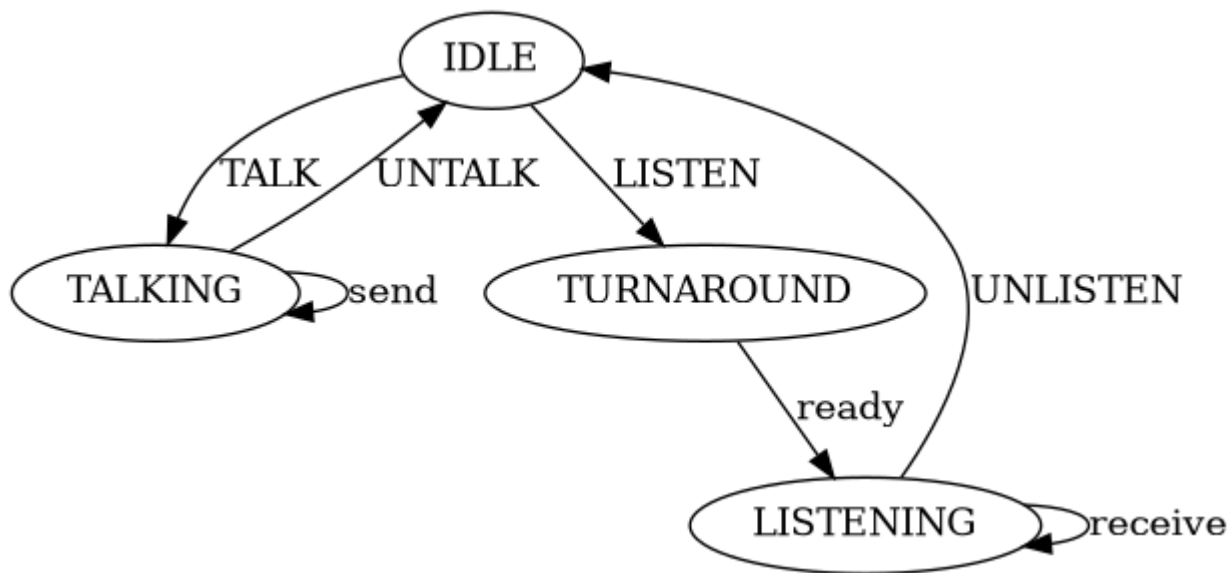 IDLE
TALK
UNTALK
LISTEN
TALKING
send
TURNAROUND
UNLISTEN
ready
LISTENING
receive